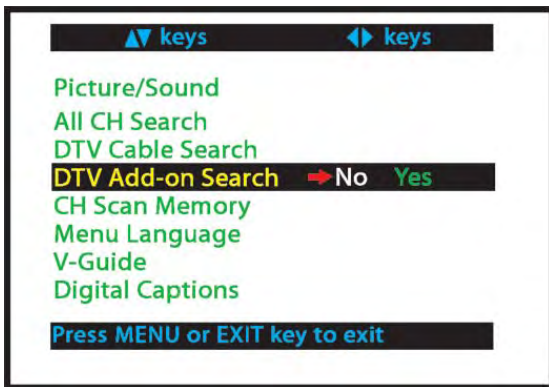 ▲▼ keys ◀▶ keys
Picture/Sound
All CH Search
DTV Cable Search
DTV Add-on Search ➡No Yes
CH Scan Memory
Menu Language
V-Guide
Digital Captions
Press MENU or EXIT key to exit